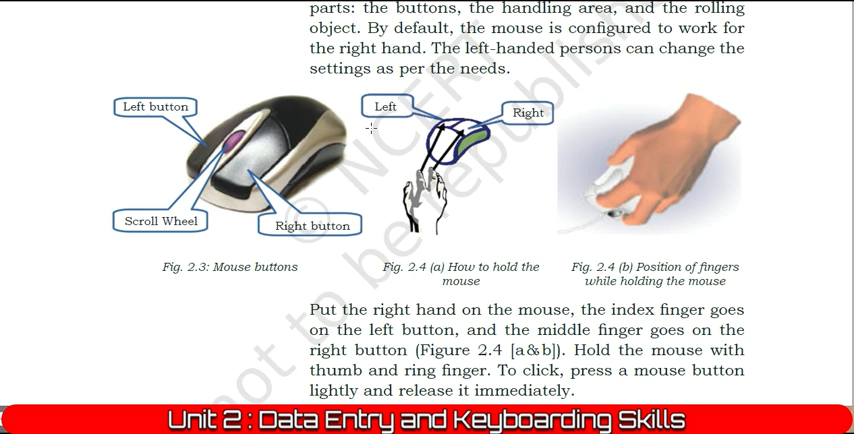 parts: the buttons, the handling area, and the rolling
object. By default, the mouse is configured to work for
the right hand. The left-handed persons can change the
settings as per the needs.
Left button
Left
Right
Scroll Wheel
Right button
Fig. 2.3: Mouse buttons
Fig. 2.4 (a) How to hold the
mouse
Fig. 2.4 (b) Position of fingers
while holding the mouse
Put the right hand on the mouse, the index finger goes
on the left button, and the middle finger goes on the
right button (Figure 2.4 [a&b]). Hold the mouse with
thumb and ring finger. To click, press a mouse button
lightly and release it immediately.
© NCERT
not to be republished
Unit 2 : Data Entry and Keyboarding Skills